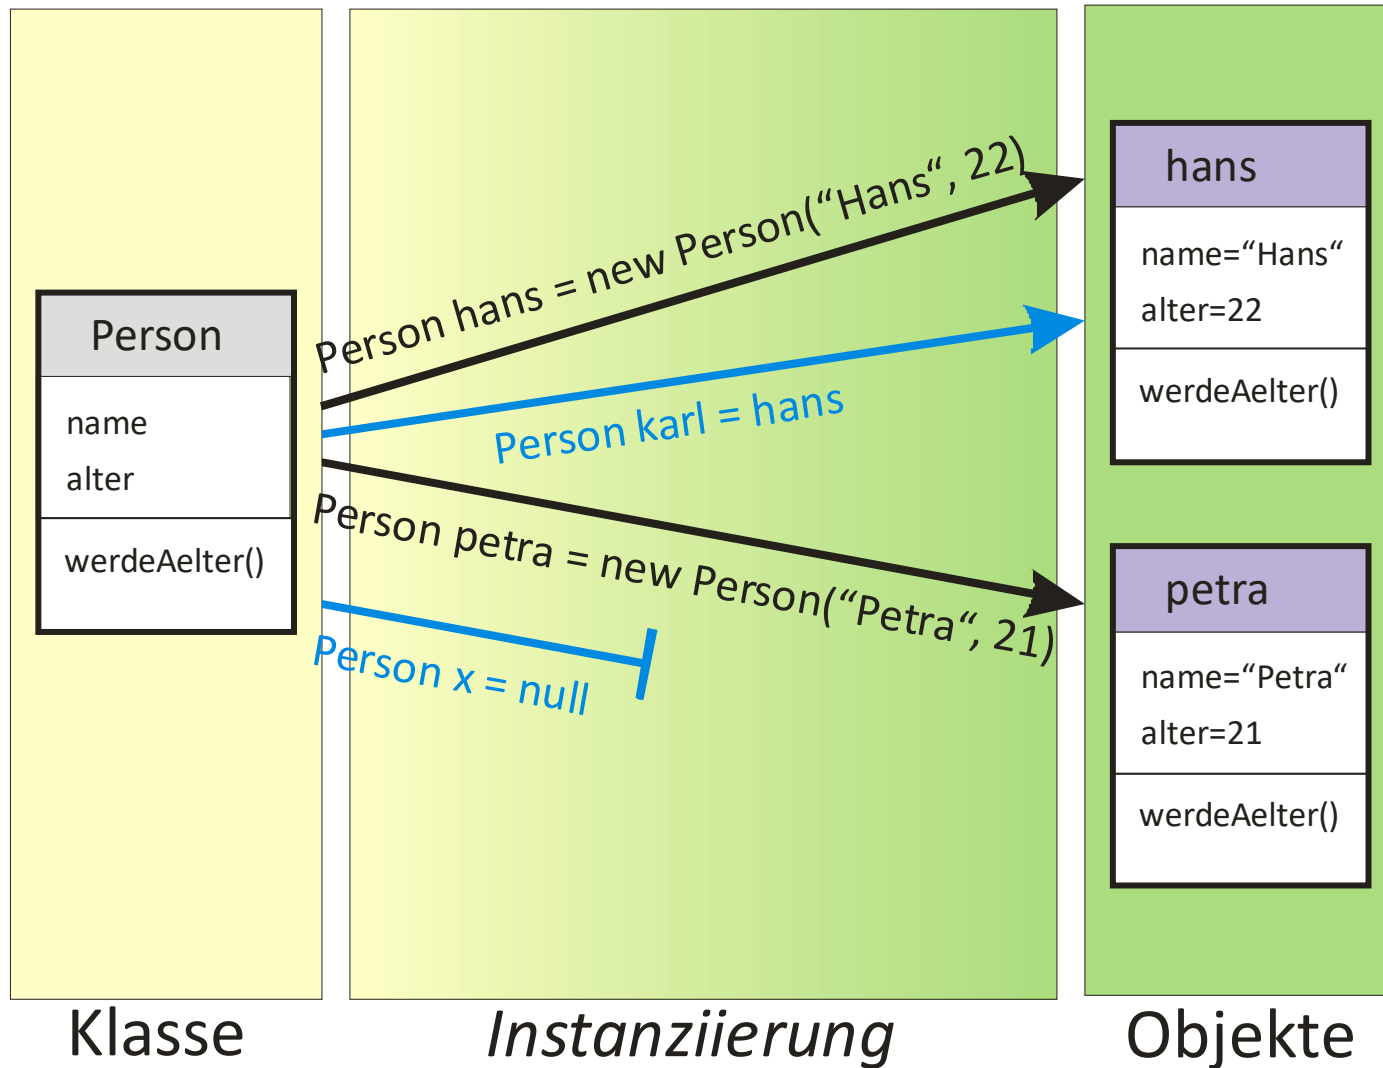 Person
name
alter
werdeAelter()
Person hans = new Person(“Hans“, 22)
Person karl = hans
Person petra = new Person(“Petra“, 21)
Person x = null
hans
name=“Hans“
alter=22
werdeAelter()
petra
name=“Petra“
alter=21
werdeAelter()
Klasse
Instanziierung
Objekte